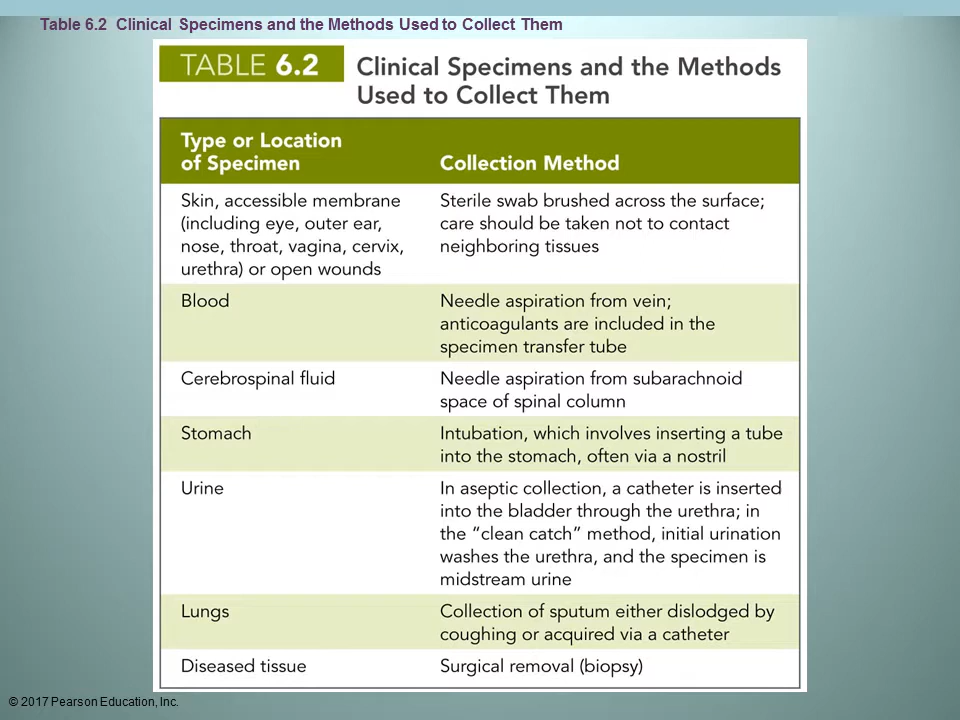 Table 6.2 Clinical Specimens and the Methods Used to Collect Them
TABLE 6.2
Clinical Specimens and the Methods
Used to Collect Them
Type or Location
of Specimen
Collection Method
Skin, accessible membrane
(including eye, outer ear,
nose, throat, vagina, cervix,
urethra) or open wounds
Sterile swab brushed across the surface;
care should be taken not to contact
neighboring tissues
Blood
Needle aspiration from vein;
anticoagulants are included in the
specimen transfer tube
Cerebrospinal fluid
Needle aspiration from subarachnoid
space of spinal column
Stomach
Intubation, which involves inserting a tube
into the stomach, often via a nostril
Urine
In aseptic collection, a catheter is inserted
into the bladder through the urethra; in
the “clean catch” method, initial urination
washes the urethra, and the specimen is
midstream urine
Lungs
Collection of sputum either dislodged by
coughing or acquired via a catheter
Diseased tissue
Surgical removal (biopsy)
© 2017 Pearson Education, Inc.